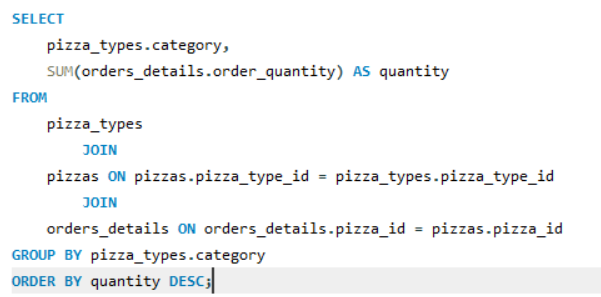 SELECT
pizza_types.category,
SUM(orders_details.order_quantity) AS quantity
FROM
pizza_types
JOIN
pizzas ON pizzas.pizza_type_id = pizza_types.pizza_type_id
JOIN
orders_details ON orders_details.pizza_id = pizzas.pizza_id
GROUP BY pizza_types.category
ORDER BY quantity DESC;